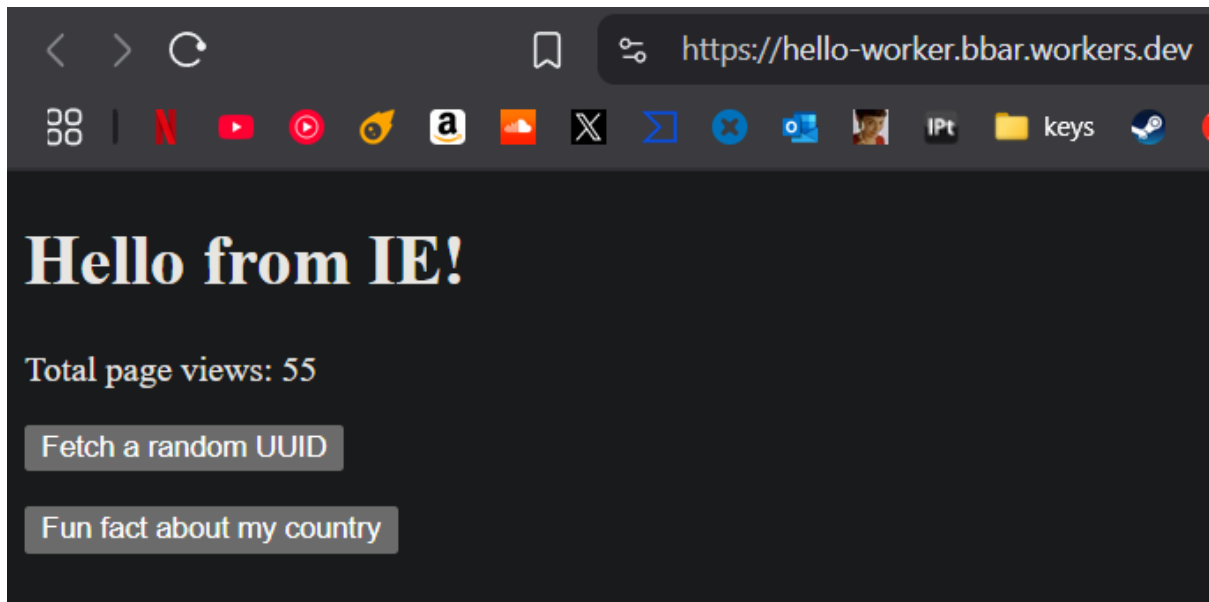 https://hello-worker.bbar.workers.dev
N a X IPt keys
Hello from IE!
Total page views: 55
Fetch a random UUID
Fun fact about my country